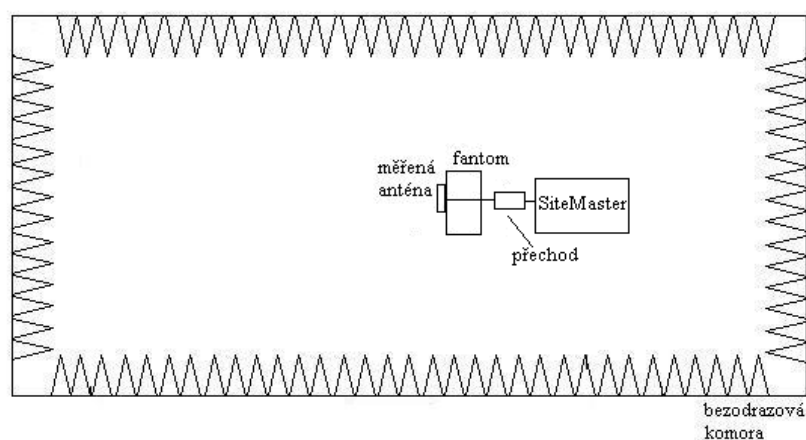 fantom
měřená
anténa
SiteMaster
přechod
bezodrazová
komora